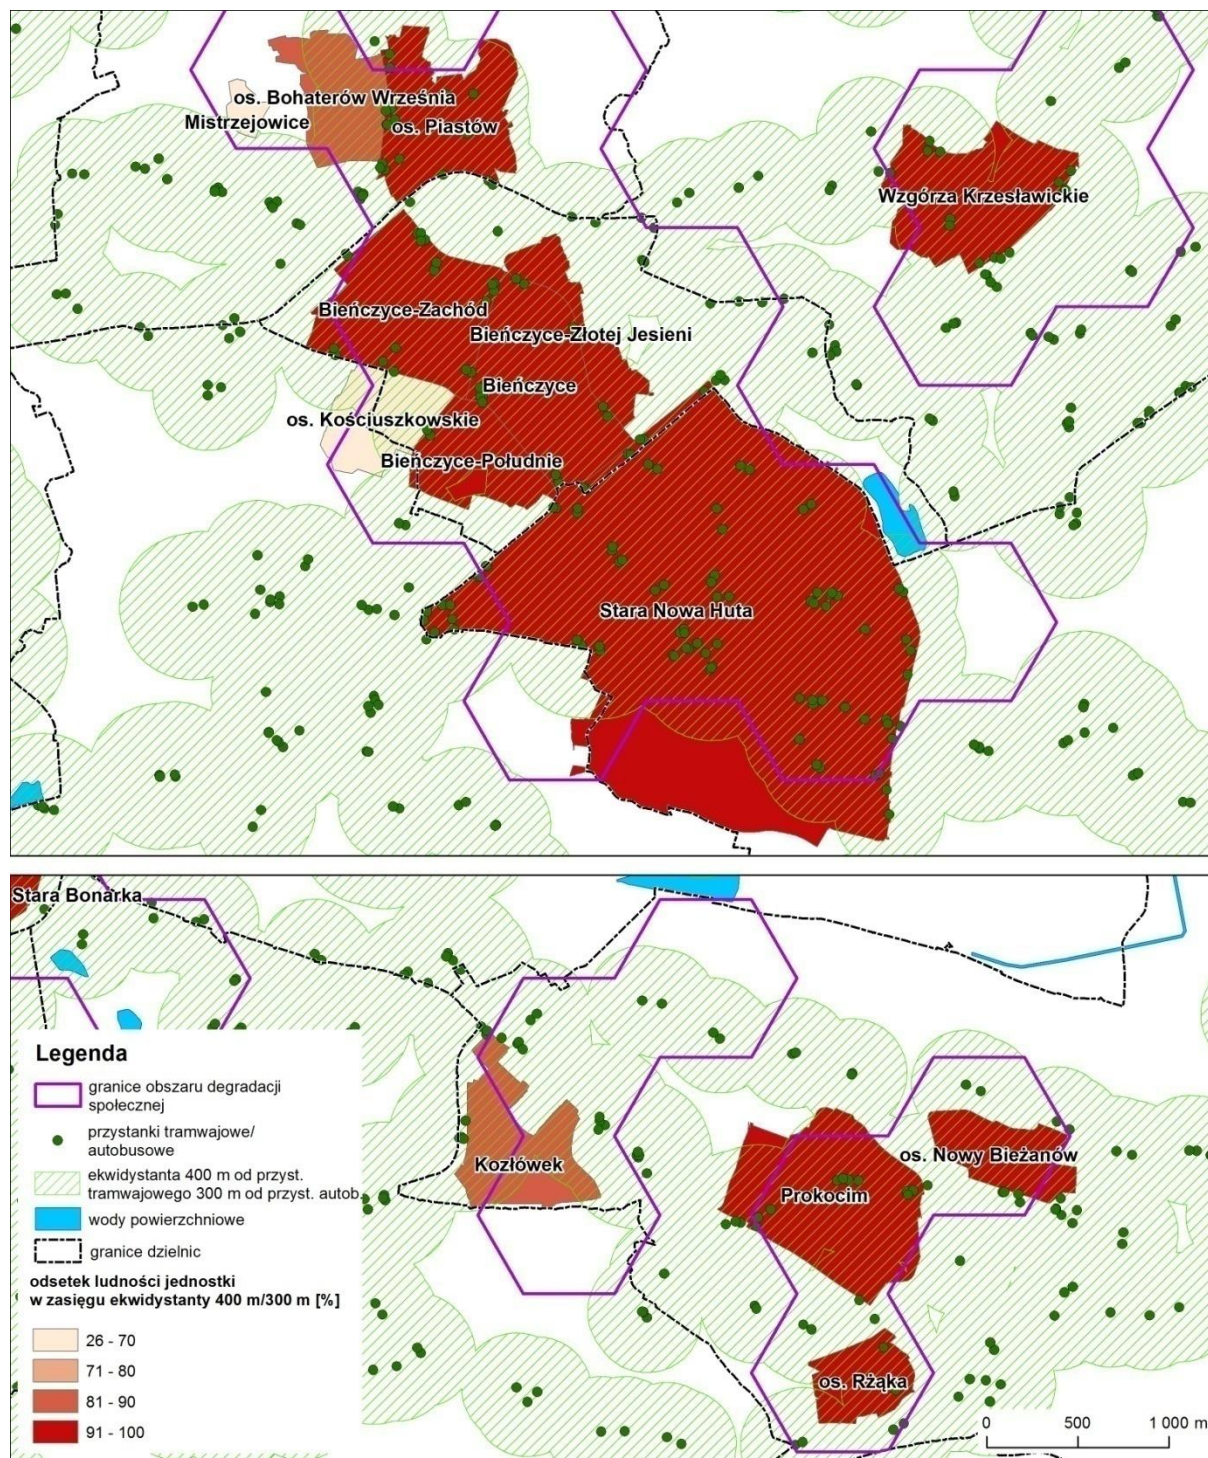 os. Bohaterów Września
Mistrzejowice
os. Piastów
Wzgórza Krzesławickie
Bieńczyce-Zachód
Bieńczyce-Złotej Jesieni
Bieńczyce
os. Kościuszkowskie
Bieńczyce-Południe
Stara Nowa Huta
Stara Bonarka
Kozłówek
os. Nowy Bieżanów
Prokocim
os. Rżąka
Legenda
granice obszaru degradacji
społecznej
przystanki tramwajowe/
autobusowe
ekwidystanta 400 m od przyst.
tramwajowego 300 m od przyst. autob.
wody powierzchniowe
granice dzielnic
odsetek ludności jednostki
w zasięgu ekwidystanty 400 m/300 m [%]
26 - 70
71 - 80
81 - 90
91 - 100
0 500 1 000 m